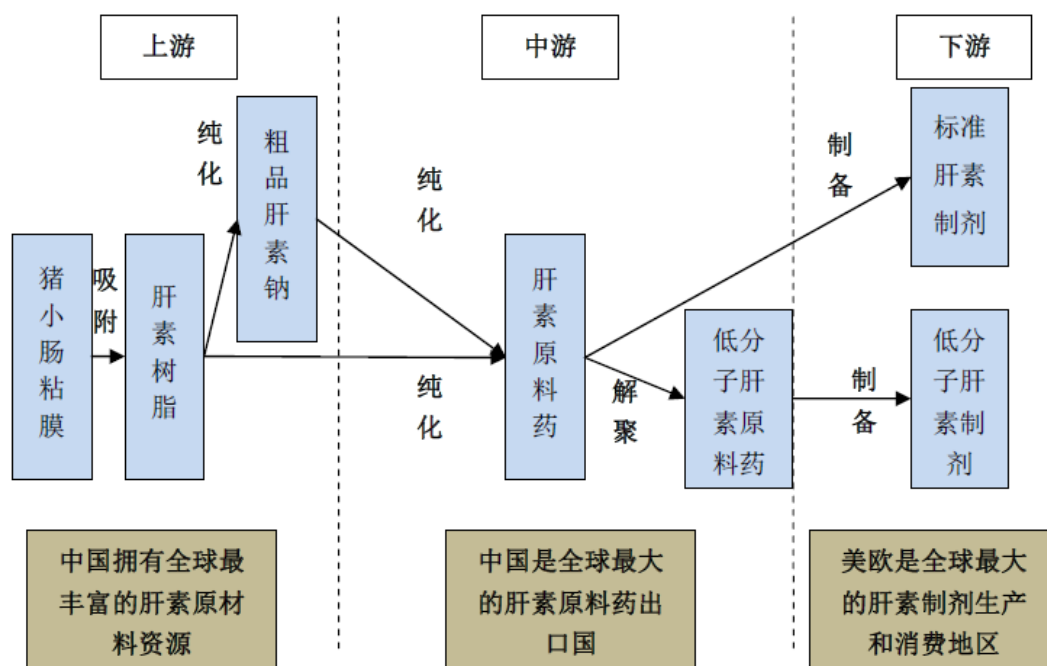 上游
中游
下游
纯化
粗品肝素钠
纯化
制备
标准
肝素
制剂
猪小肠粘膜
吸附
肝素树脂
纯化
肝素原料药
解聚
低分
子肝
素原
料药
制备
低分
子肝
素制
剂
中国拥有全球最
丰富的肝素原材
料资源
中国是全球最大
的肝素原料药出
口国
美欧是全球最大
的肝素制剂生产
和消费地区